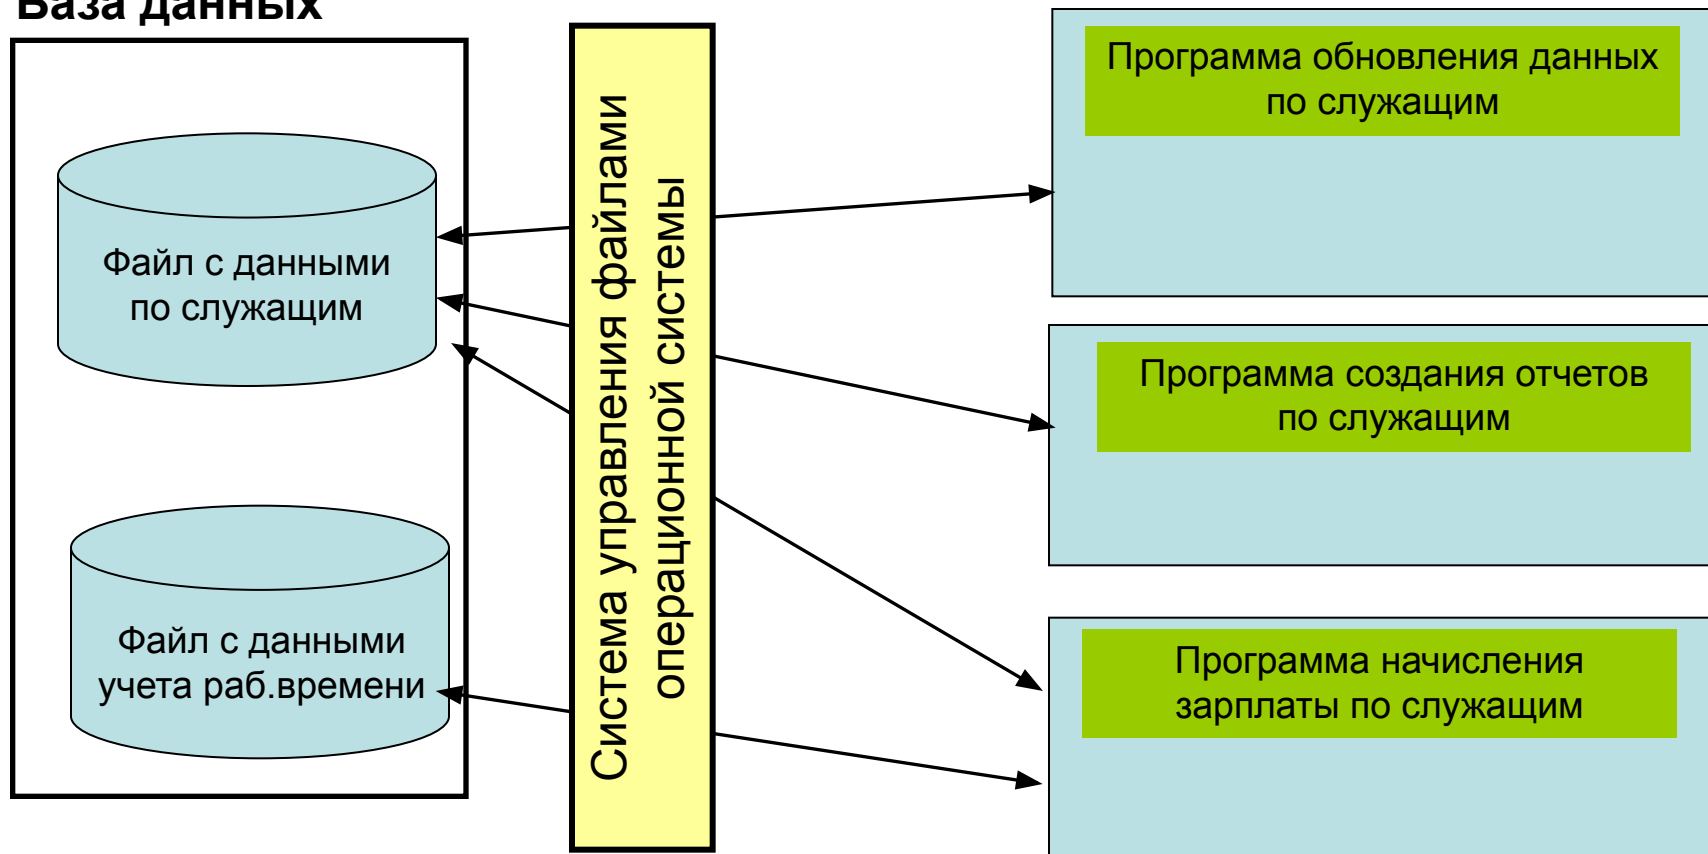 База данных
Файл с данными
по служащим
Файл с данными
учета раб.времени
Система управления файлами
операционной системы
Программа обновления данных
по служащим
Программа создания отчетов
по служащим
Программа начисления
зарплаты по служащим